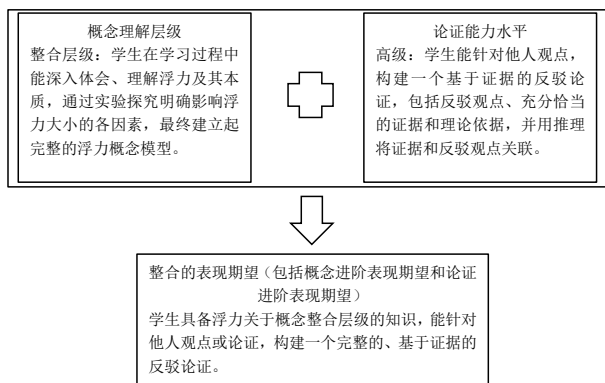 概念理解层级
整合层级：学生在学习过程中
能深入体会、理解浮力及其本
质，通过实验探究明确影响浮
力大小的各因素，最终建立起
完整的浮力概念模型。
论证能力水平
高级：学生能针对他人观点，
构建一个基于证据的反驳论
证，包括反驳观点、充分恰当
的证据和理论依据，并用推理
将证据和反驳观点关联。
整合的表现期望（包括概念进阶表现期望和论证
进阶表现期望）
学生具备浮力关于概念整合层级的知识，能针对
他人观点或论证，构建一个完整的、基于证据的
反驳论证。